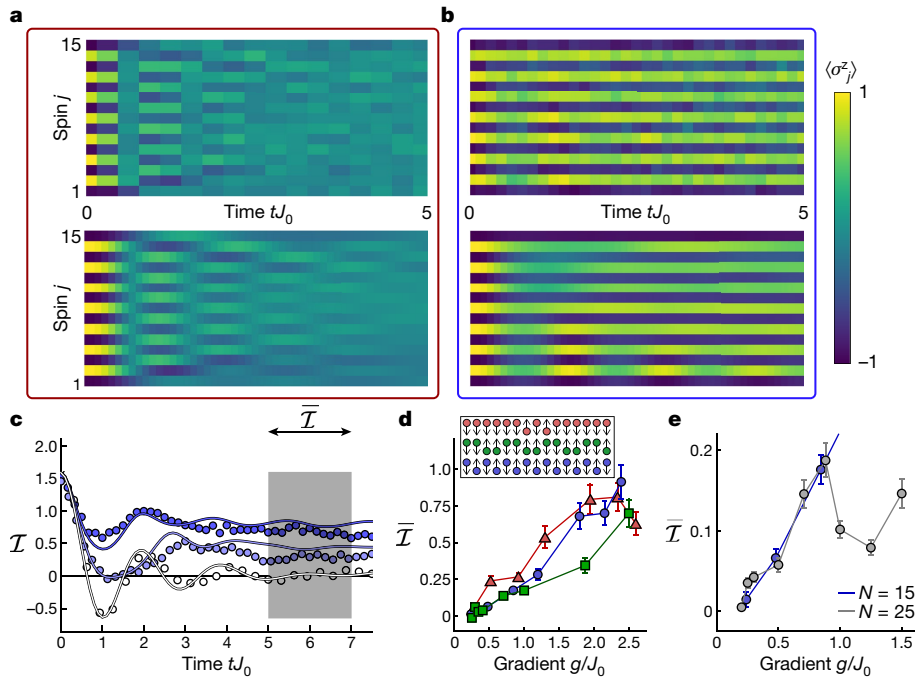 a
b
15
Spin j
1
0
Time tJ₀
5
0
Time tJ₀
5
⟨σᶻⱼ⟩
1
−1
15
Spin j
1
c
d
e
I̅
2.0
1.5
1.0
0.5
0
−0.5
I
0
1
2
3
4
5
6
7
Time tJ₀
1.0
0.75
0.50
0.25
0
I̅
0
0.5
1.0
1.5
2.0
2.5
Gradient g/J₀
0.2
0.1
0
I̅
N = 15
N = 25
0
0.5
1.0
1.5
Gradient g/J₀